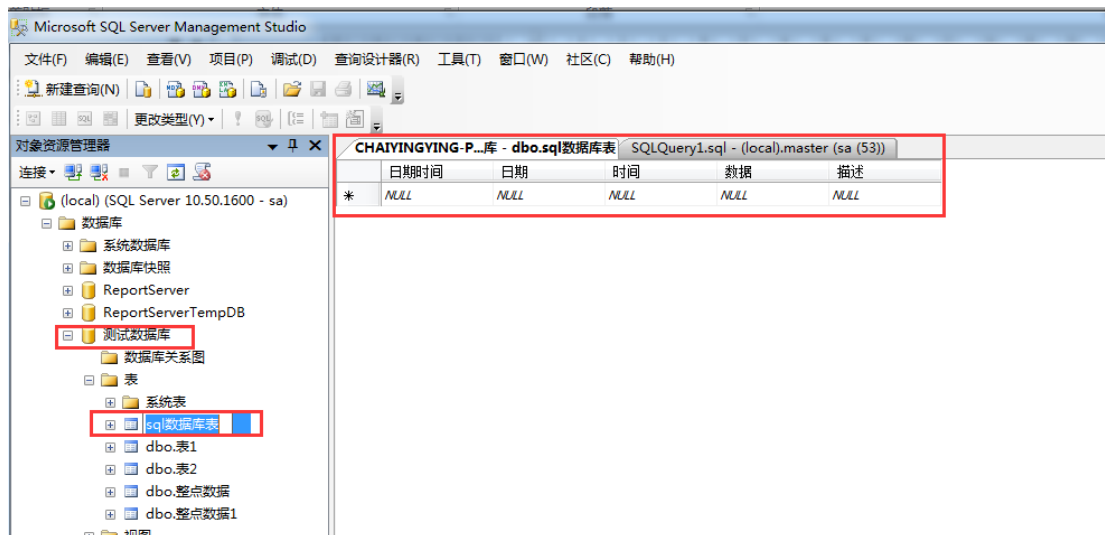 Microsoft SQL Server Management Studio
文件(F) 编辑(E) 查看(V) 项目(P) 调试(D) 查询设计器(R) 工具(T) 窗口(W) 社区(C) 帮助(H)
新建查询(N)
更改类型(Y)
对象资源管理器
CHAIYINGYING-P...库 - dbo.sql数据库表 SQLQuery1.sql - (local).master (sa (53))
连接
日期时间 日期 时间 数据 描述
NULL NULL NULL NULL NULL
(local) (SQL Server 10.50.1600 - sa)
数据库
系统数据库
数据库快照
ReportServer
ReportServerTempDB
测试数据库
数据库关系图
表
系统表
sql数据库表
dbo.表1
dbo.表2
dbo.整点数据
dbo.整点数据1